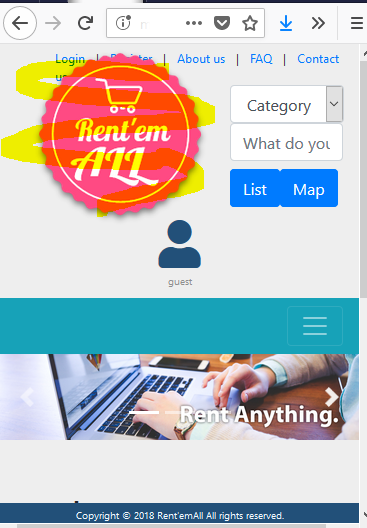 Login | Register | About us | FAQ | Contact
us
Category
What do you
Rent'em
ALL
List Map
guest
Rent Anything.
Copyright © 2018 Rent'emAll All rights reserved.